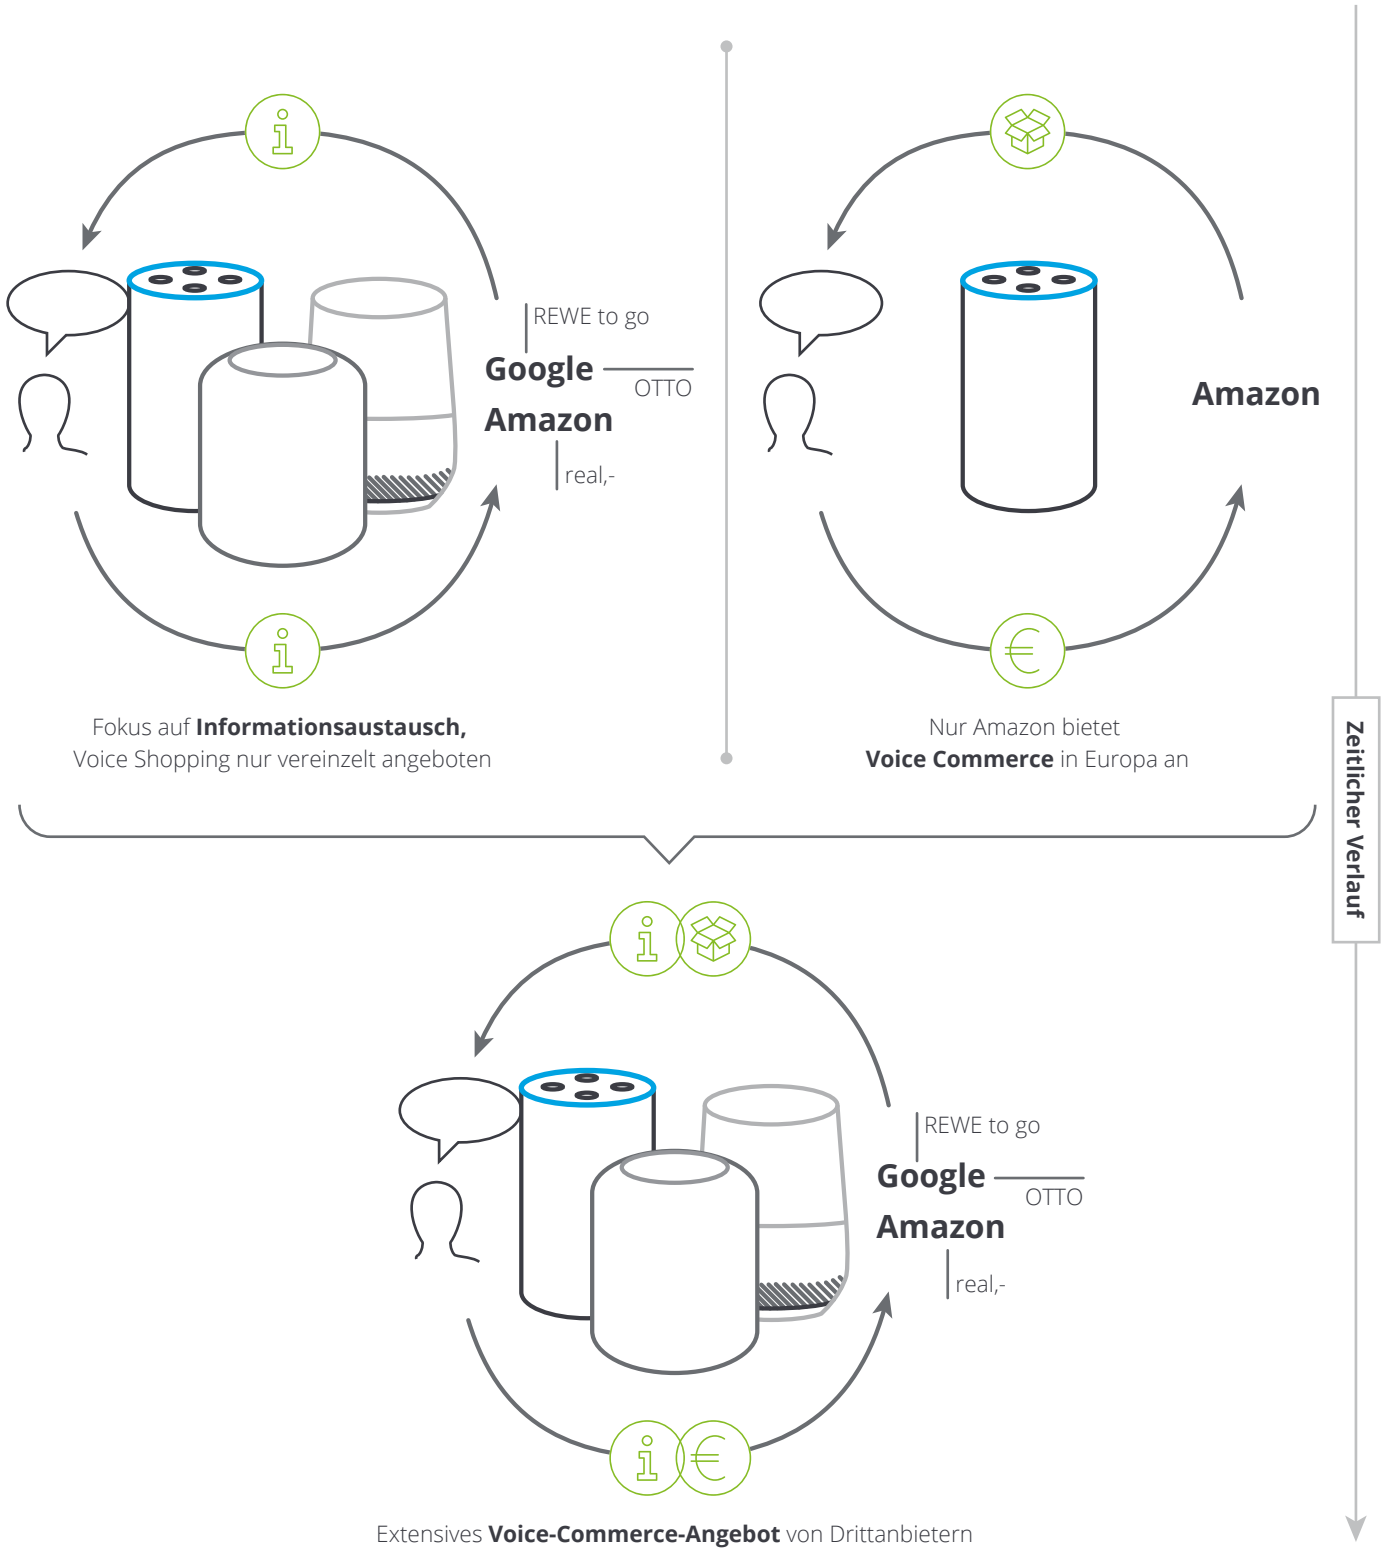 REWE to go
Google
OTTO
Amazon
real,-
Fokus auf Informationsaustausch,
Voice Shopping nur vereinzelt angeboten
Amazon
€
Nur Amazon bietet
Voice Commerce in Europa an
Zeitlicher Verlauf
REWE to go
Google
OTTO
Amazon
real,-
€
Extensives Voice-Commerce-Angebot von Drittanbietern